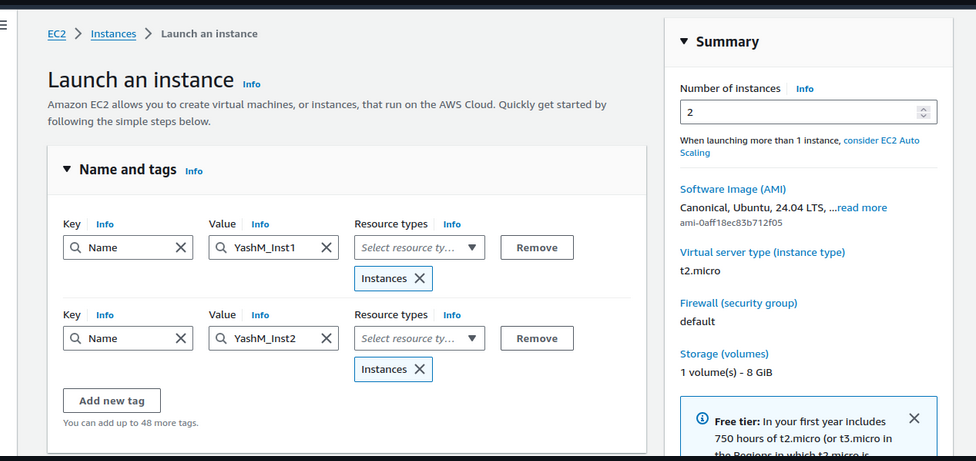 EC2 > Instances > Launch an instance
Launch an instance Info
Amazon EC2 allows you to create virtual machines, or instances, that run on the AWS Cloud. Quickly get started by
following the simple steps below.
Name and tags Info
Key Info Value Info Resource types Info
Name YashM_Inst1 Select resource ty... Remove
Instances
Key Info Value Info Resource types Info
Name YashM_Inst2 Select resource ty... Remove
Instances
Add new tag
You can add up to 48 more tags.
Summary
Number of instances Info
2
When launching more than 1 instance, consider EC2 Auto
Scaling
Software Image (AMI)
Canonical, Ubuntu, 24.04 LTS, ...read more
ami-0aff18ec83b712f05
Virtual server type (instance type)
t2.micro
Firewall (security group)
default
Storage (volumes)
1 volume(s) - 8 GiB
Free tier: In your first year includes
750 hours of t2.micro (or t3.micro in
the Regions in which t2.micro is